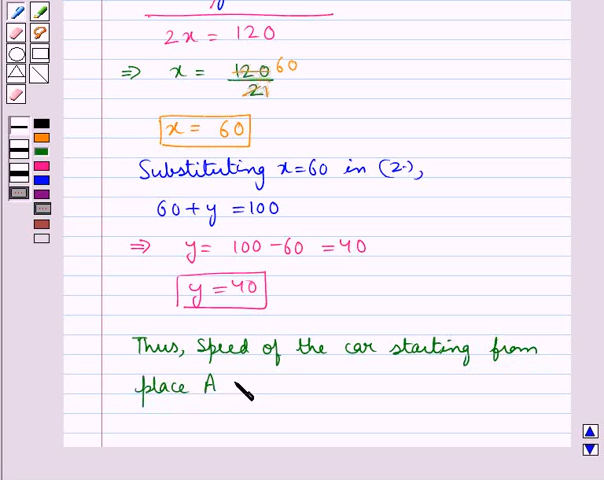 2x = 120
⇒ x = 120/2 60 1
x = 60
Substituting x=60 in (2.),
60 + y = 100
⇒ y = 100 - 60 = 40
y = 40
Thus, Speed of the car starting from
place A